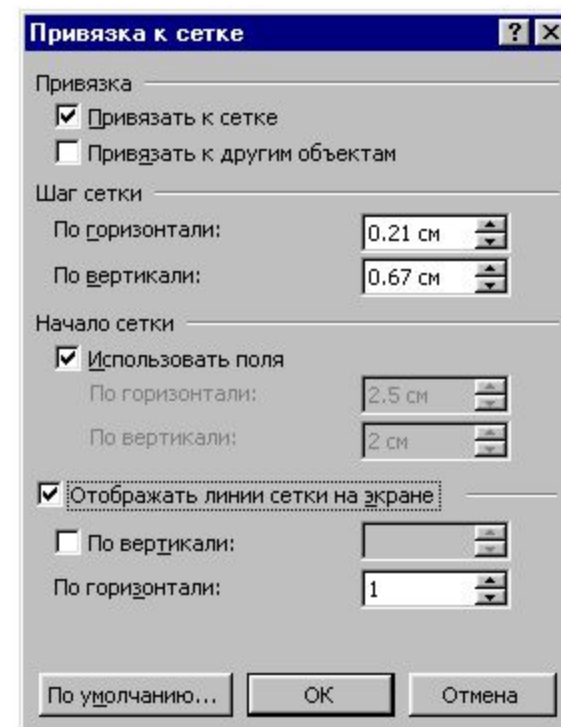 Привязка к сетке
Привязка
Привязать к сетке
Привязать к другим объектам
Шаг сетки
По горизонтали: 0.21 см
По вертикали: 0.67 см
Начало сетки
Использовать поля
По горизонтали: 2.5 см
По вертикали: 2 см
Отображать линии сетки на экране
По вертикали:
По горизонтали: 1
По умолчанию... ОК Отмена